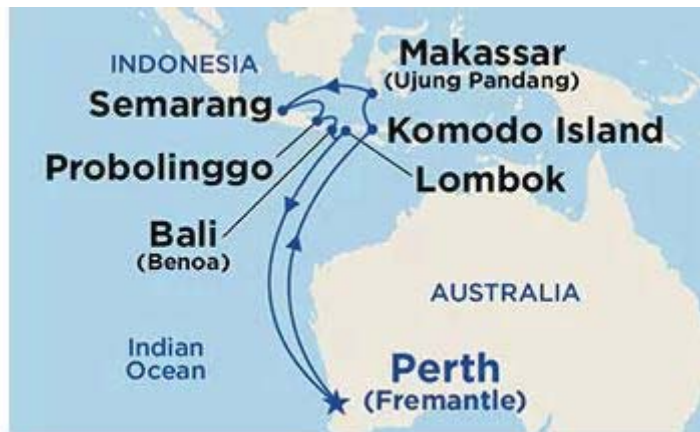 INDONESIA
Makassar
(Ujung Pandang)
Semarang
Komodo Island
Probolinggo
Lombok
Bali
(Benoa)
AUSTRALIA
Indian
Ocean
Perth
(Fremantle)